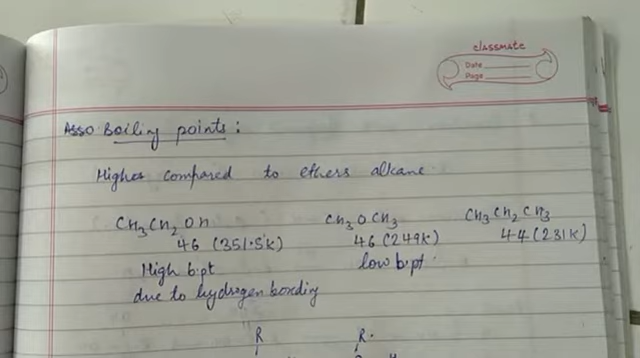 classmate
Date
Page
Asso Boiling points :
Higher compared to ethers alkane
CH3CH2OH CH3OCH3 CH3CH2CH3
46 (351.5K) 46 (249K) 44 (231K)
High b.pt low b.pt
due to hydrogen bonding
R R